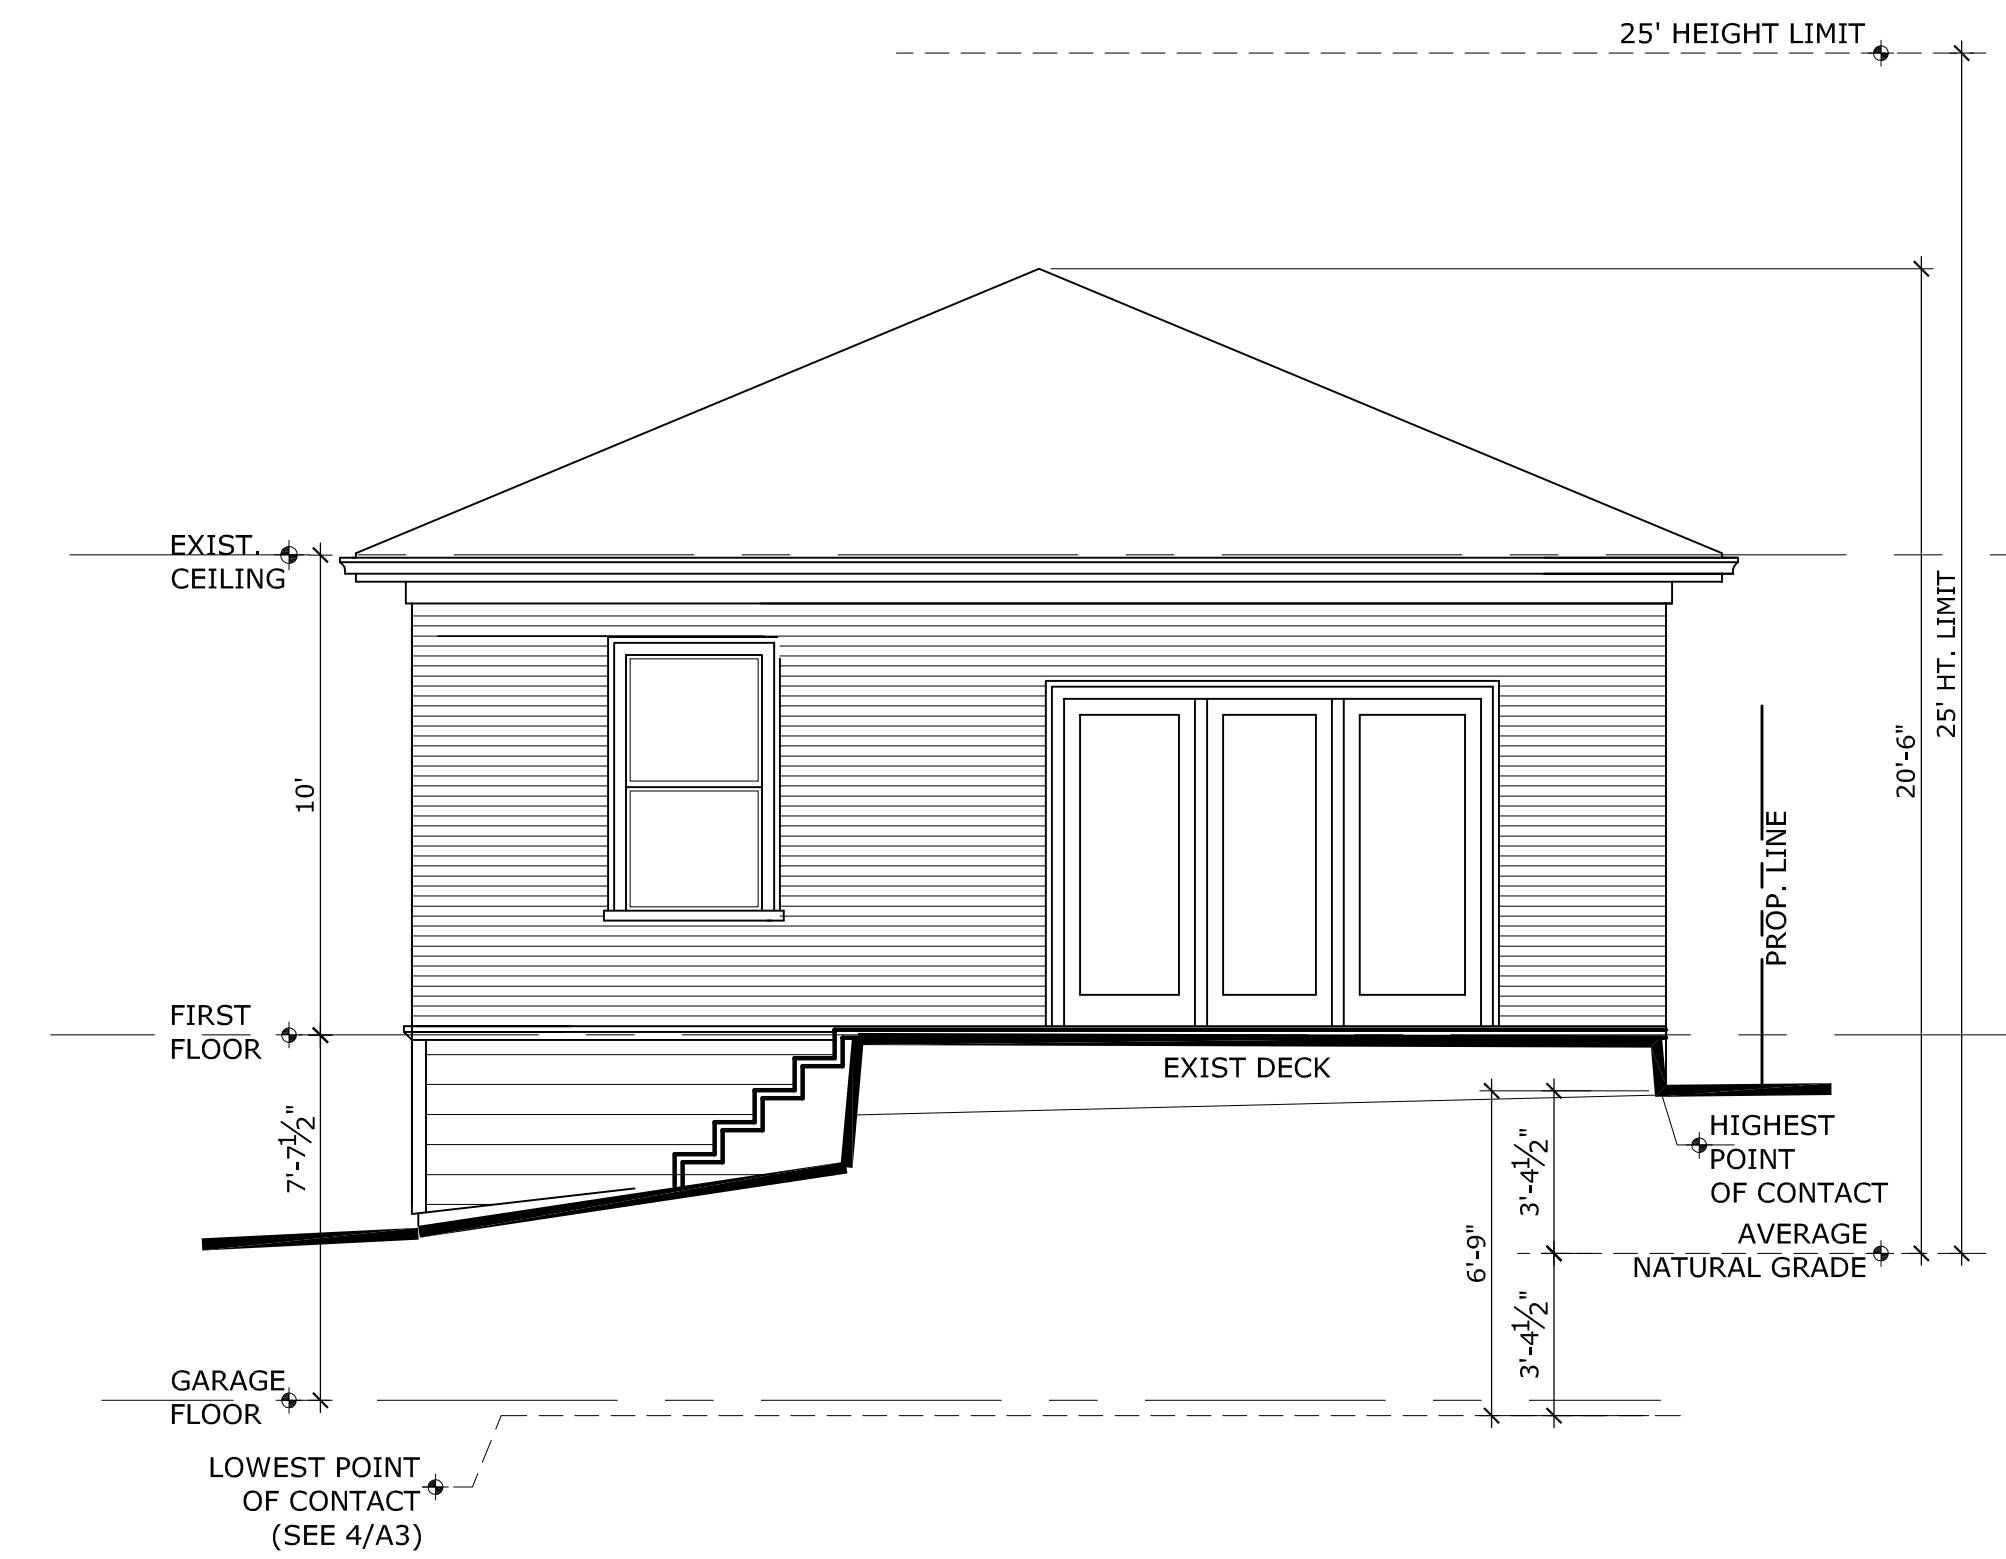 25' HEIGHT LIMIT
EXIST.
CEILING
25' HT. LIMIT
20'-6"
10'
PROP. LINE
FIRST
FLOOR
EXIST DECK
7'-7½"
HIGHEST
POINT
OF CONTACT
3'-4½"
6'-9"
AVERAGE
NATURAL GRADE
3'-4½"
GARAGE
FLOOR
LOWEST POINT
OF CONTACT
(SEE 4/A3)